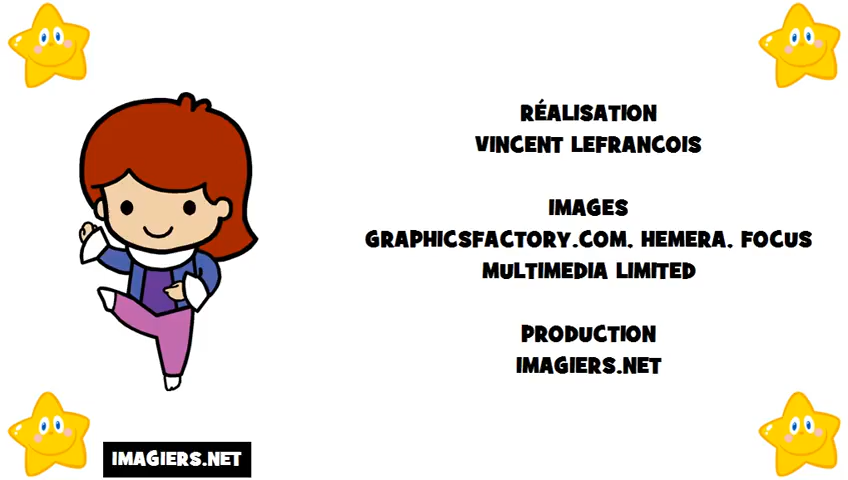 RÉALISATION
VINCENT LEFRANCOIS
IMAGES
GRAPHICSFACTORY.COM, HEMERA, FOCUS
MULTIMEDIA LIMITED
PRODUCTION
IMAGIERS.NET
IMAGIERS.NET